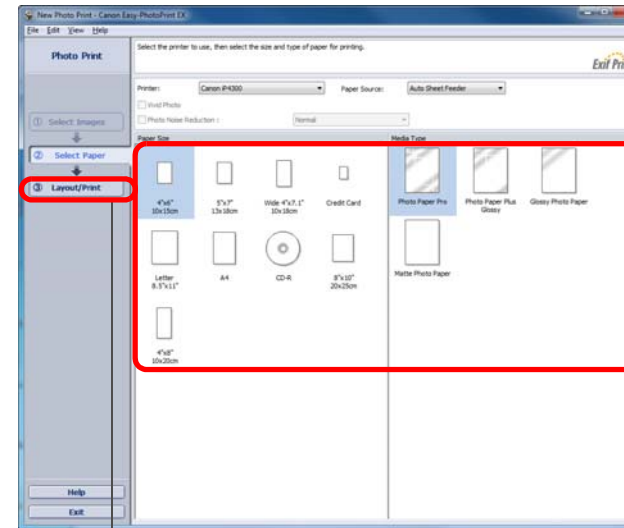 New Photo Print - Canon Easy-PhotoPrint EX
File Edit View Help
Photo Print
Select the printer to use, then select the size and type of paper for printing.
Exif Pri
Printer: Canon iP4300 Paper Source: Auto Sheet Feeder
Vivid Photo
Photo Noise Reduction : Normal
① Select Images
② Select Paper
③ Layout/Print
Paper Size
Media Type
4"x6"
10x15cm
5"x7"
13x18cm
Wide 4"x7.1"
10x18cm
Credit Card
Letter
8.5"x11"
A4
CD-R
8"x10"
20x25cm
4"x8"
10x20cm
Photo Paper Pro
Photo Paper Plus
Glossy
Glossy Photo Paper
Matte Photo Paper
Help
Exit